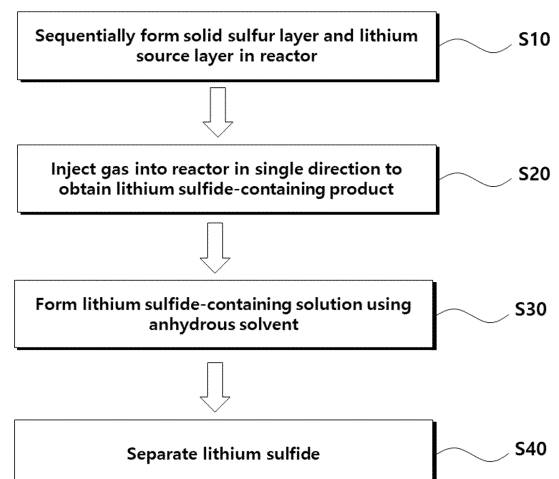 Sequentially form solid sulfur layer and lithium
source layer in reactor
S10
Inject gas into reactor in single direction to
obtain lithium sulfide-containing product
S20
Form lithium sulfide-containing solution using
anhydrous solvent
S30
Separate lithium sulfide
S40